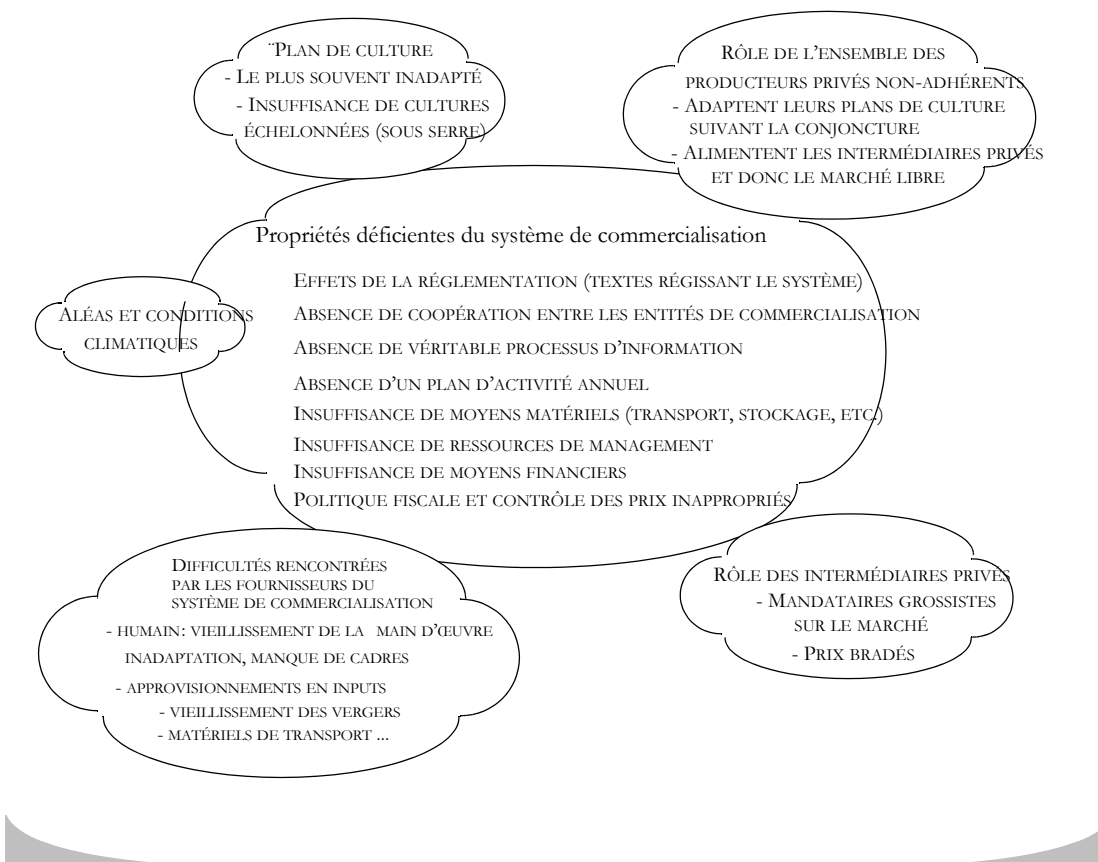 ¨PLAN DE CULTURE
- LE PLUS SOUVENT INADAPTÉ
- INSUFFISANCE DE CULTURES
ÉCHELONNÉES (SOUS SERRE)
RÔLE DE L'ENSEMBLE DES
PRODUCTEURS PRIVÉS NON-ADHÉRENTS
- ADAPTENT LEURS PLANS DE CULTURE
SUIVANT LA CONJONCTURE
- ALIMENTENT LES INTERMÉDIAIRES PRIVÉS
ET DONC LE MARCHÉ LIBRE
Propriétés déficientes du système de commercialisation
EFFETS DE LA RÉGLEMENTATION (TEXTES RÉGISSANT LE SYSTÈME)
ABSENCE DE COOPÉRATION ENTRE LES ENTITÉS DE COMMERCIALISATION
ABSENCE DE VÉRITABLE PROCESSUS D'INFORMATION
ABSENCE D'UN PLAN D'ACTIVITÉ ANNUEL
INSUFFISANCE DE MOYENS MATÉRIELS (TRANSPORT, STOCKAGE, ETC.)
INSUFFISANCE DE RESSOURCES DE MANAGEMENT
INSUFFISANCE DE MOYENS FINANCIERS
POLITIQUE FISCALE ET CONTRÔLE DES PRIX INAPPROPRIÉS
ALÉAS ET CONDITIONS
CLIMATIQUES
DIFFICULTÉS RENCONTRÉES
PAR LES FOURNISSEURS DU
SYSTÈME DE COMMERCIALISATION
- HUMAIN: VIEILLISSEMENT DE LA MAIN D'ŒUVRE
INADAPTATION, MANQUE DE CADRES
- APPROVISIONNEMENTS EN INPUTS
- VIEILLISSEMENT DES VERGERS
- MATÉRIELS DE TRANSPORT ...
RÔLE DES INTERMÉDIAIRES PRIVÉS
- MANDATAIRES GROSSISTES
SUR LE MARCHÉ
- PRIX BRADÉS